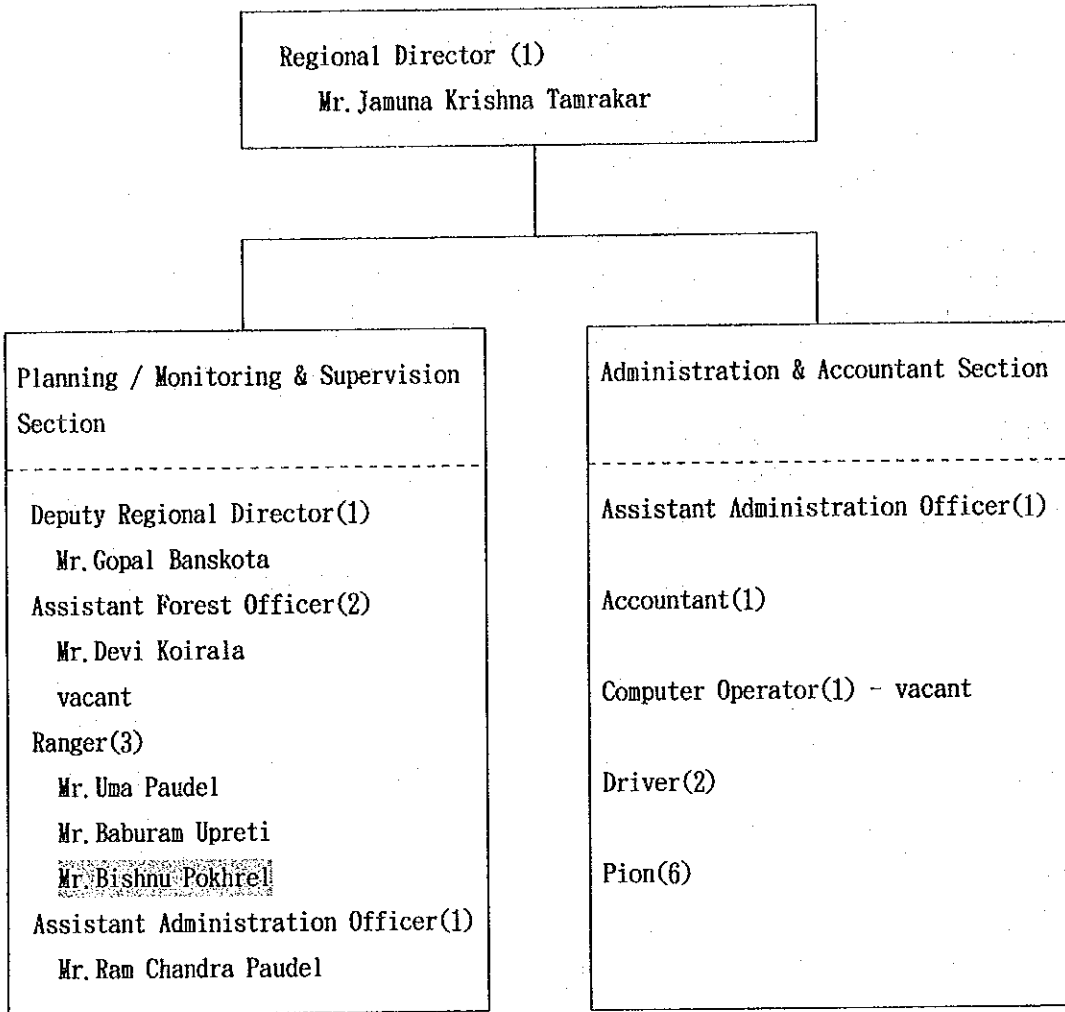 Regional Director (1)
Mr. Jamuna Krishna Tamrakar
Planning / Monitoring & Supervision
Section
Deputy Regional Director(1)
Mr. Gopal Banskota
Assistant Forest Officer(2)
Mr. Devi Koirala
vacant
Ranger(3)
Mr. Uma Paudel
Mr. Baburam Upreti
Mr. Bishnu Pokhrel
Assistant Administration Officer(1)
Mr. Ram Chandra Paudel
Administration & Accountant Section
Assistant Administration Officer(1)
Accountant(1)
Computer Operator(1) - vacant
Driver(2)
Pion(6)